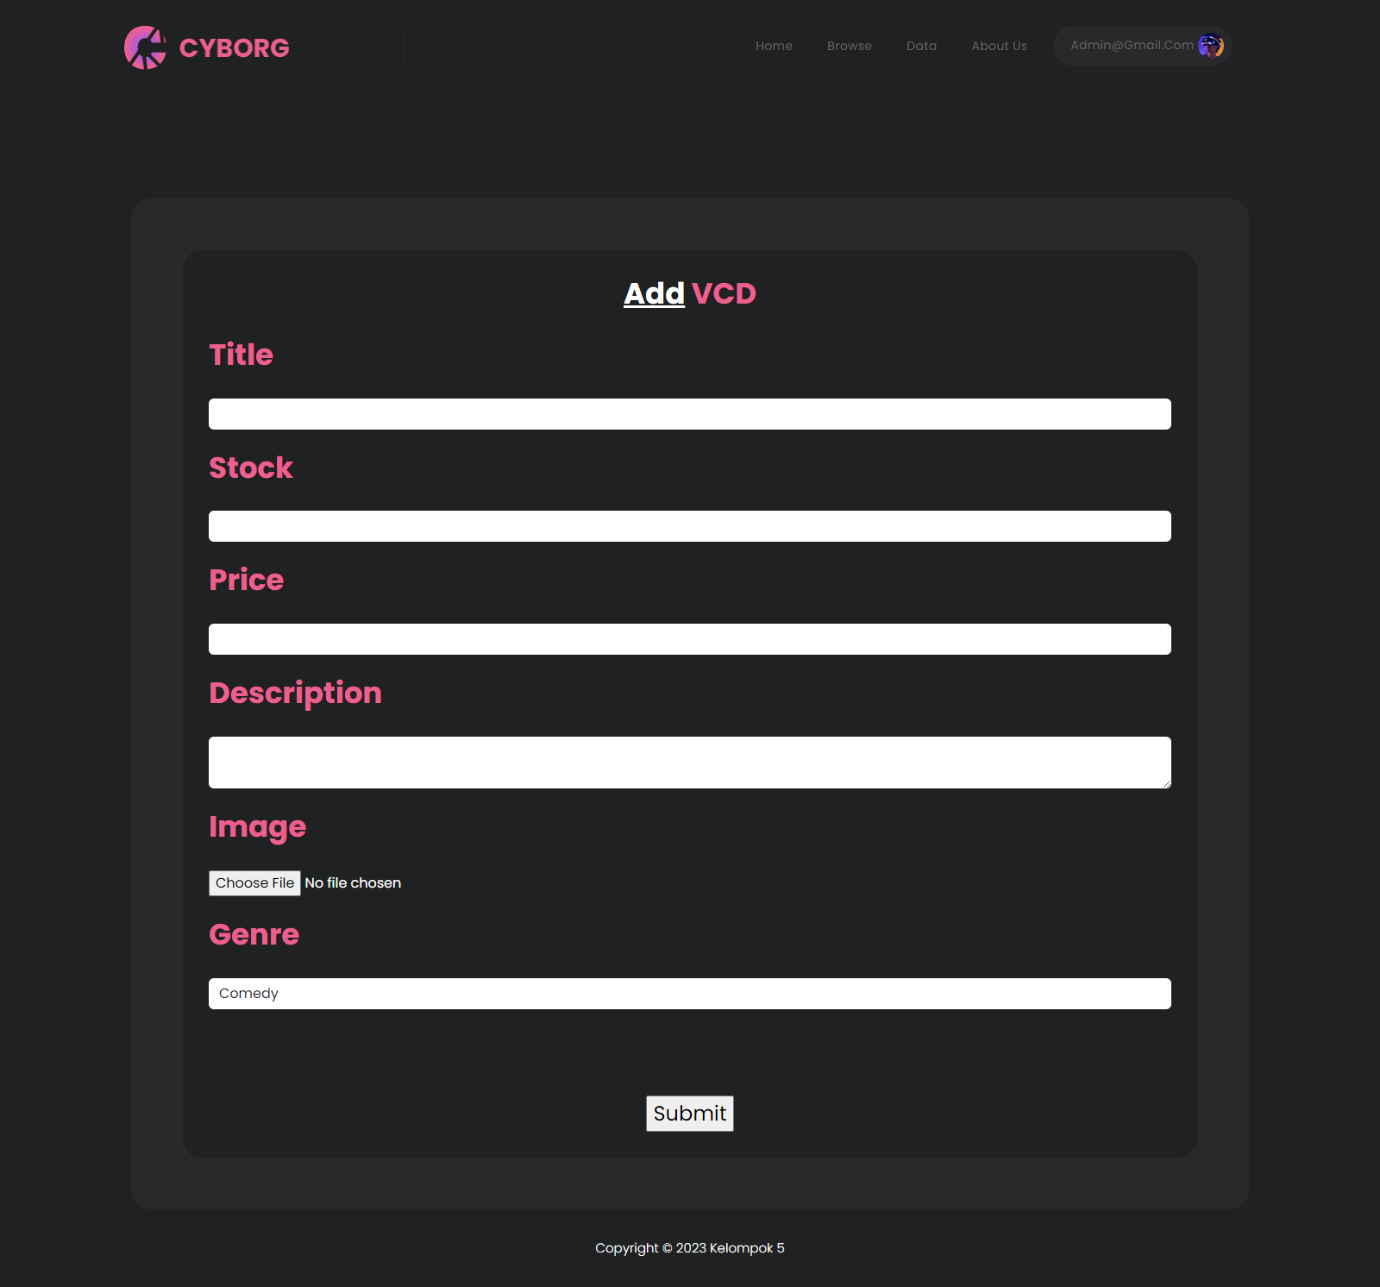 CYBORG
Home Browse Data About Us Admin@Gmail.Com
Add VCD
Title
Stock
Price
Description
Image
Choose File No file chosen
Genre
Comedy
Submit
Copyright © 2023 Kelompok 5